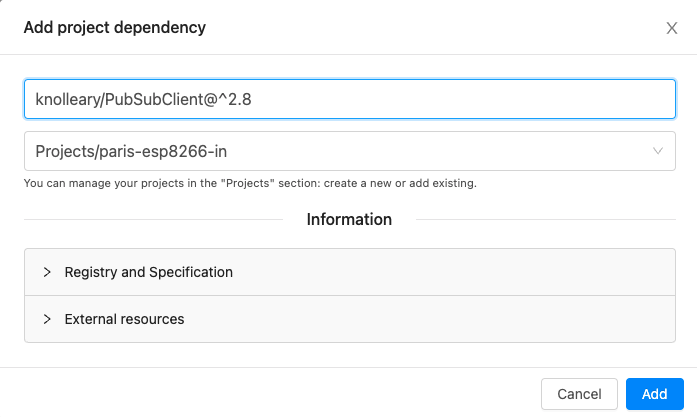 Add project dependency
knolleary/PubSubClient@^2.8
Projects/paris-esp8266-in
You can manage your projects in the "Projects" section: create a new or add existing.
Information
Registry and Specification
External resources
Cancel
Add